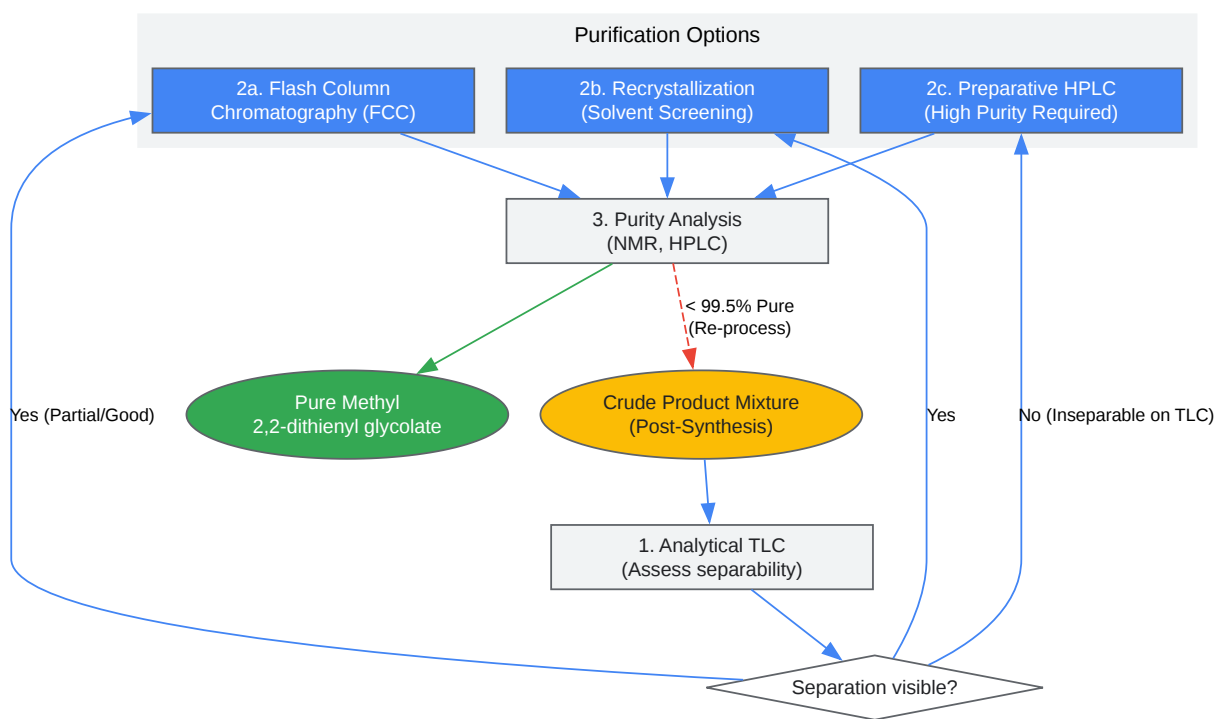 Purification Options
2a. Flash Column
Chromatography (FCC)
2b. Recrystallization
(Solvent Screening)
2c. Preparative HPLC
(High Purity Required)
3. Purity Analysis
(NMR, HPLC)
< 99.5% Pure
(Re-process)
Pure Methyl
2,2-dithienyl glycolate
Crude Product Mixture
(Post-Synthesis)
Yes (Partial/Good)
Yes
No (Inseparable on TLC)
1. Analytical TLC
(Assess separability)
Separation visible?